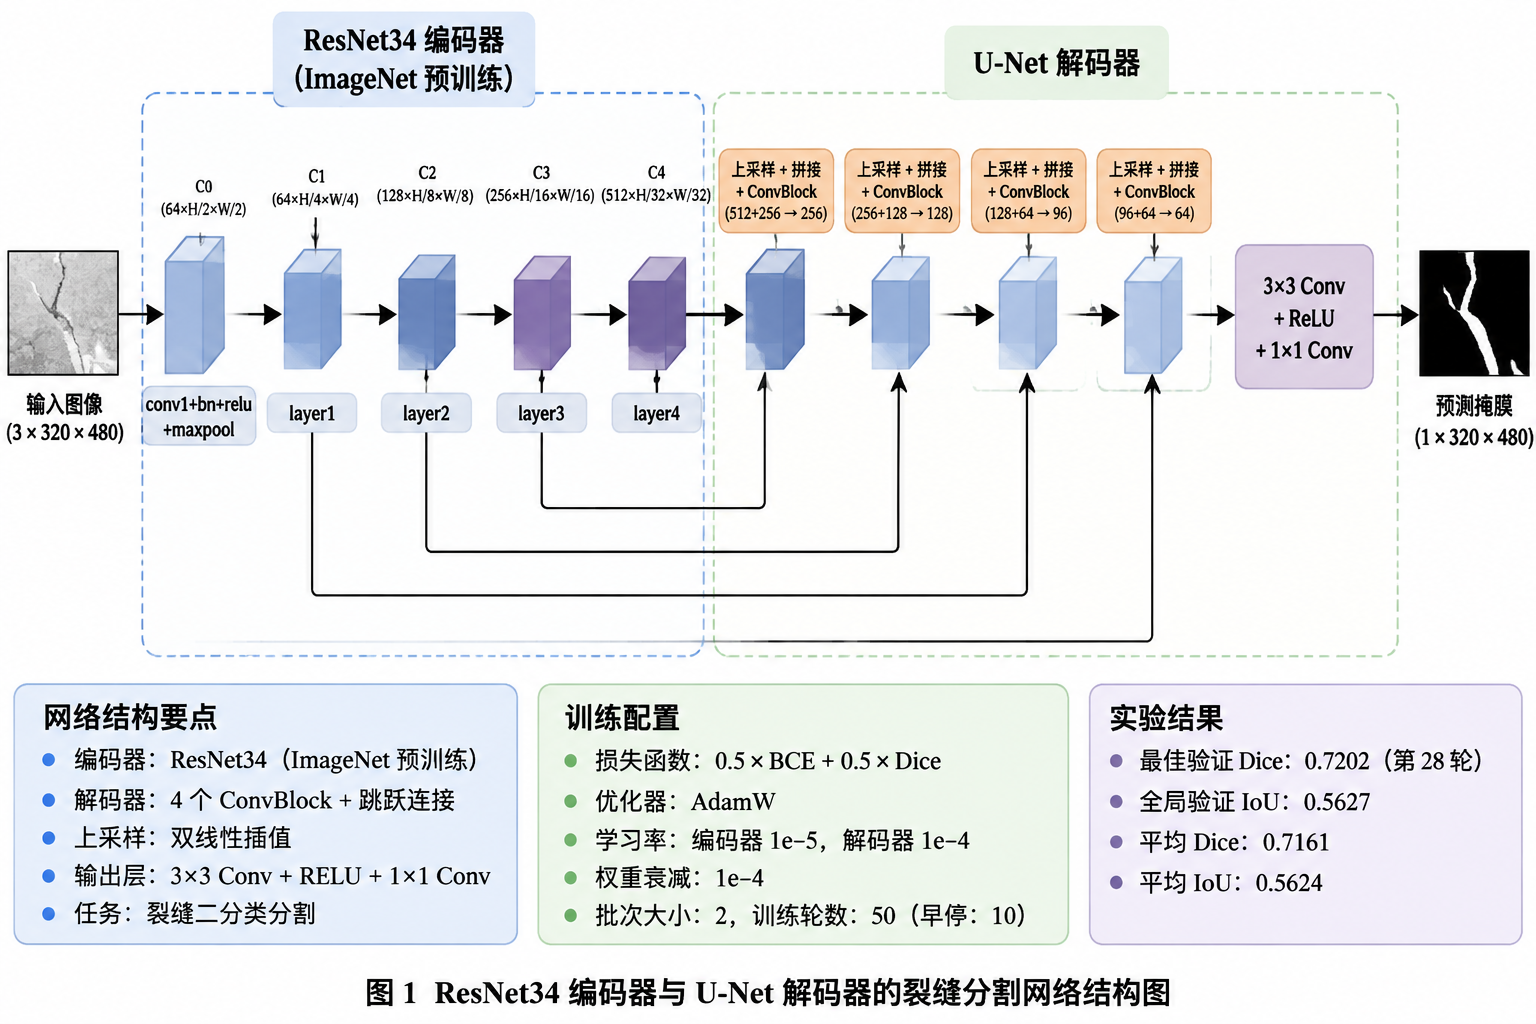 ResNet34 编码器
（ImageNet 预训练）
U-Net 解码器
C0
(64×H/2×W/2)
C1
(64×H/4×W/4)
C2
(128×H/8×W/8)
C3
(256×H/16×W/16)
C4
(512×H/32×W/32)
上采样 + 拼接
+ ConvBlock
(512+256 → 256)
上采样 + 拼接
+ ConvBlock
(256+128 → 128)
上采样 + 拼接
+ ConvBlock
(128+64 → 96)
上采样 + 拼接
+ ConvBlock
(96+64 → 64)
3×3 Conv
+ ReLU
+ 1×1 Conv
输入图像
(3 × 320 × 480)
conv1+bn+relu
+maxpool
layer1
layer2
layer3
layer4
预测掩膜
(1 × 320 × 480)
网络结构要点
编码器：ResNet34（ImageNet 预训练）
解码器：4 个 ConvBlock + 跳跃连接
上采样：双线性插值
输出层：3×3 Conv + RELU + 1×1 Conv
任务：裂缝二分类分割
训练配置
损失函数：0.5 × BCE + 0.5 × Dice
优化器：AdamW
学习率：编码器 1e−5，解码器 1e−4
权重衰减：1e−4
批次大小：2，训练轮数：50（早停：10）
实验结果
最佳验证 Dice：0.7202（第 28 轮）
全局验证 IoU：0.5627
平均 Dice：0.7161
平均 IoU：0.5624
图 1 ResNet34 编码器与 U-Net 解码器的裂缝分割网络结构图